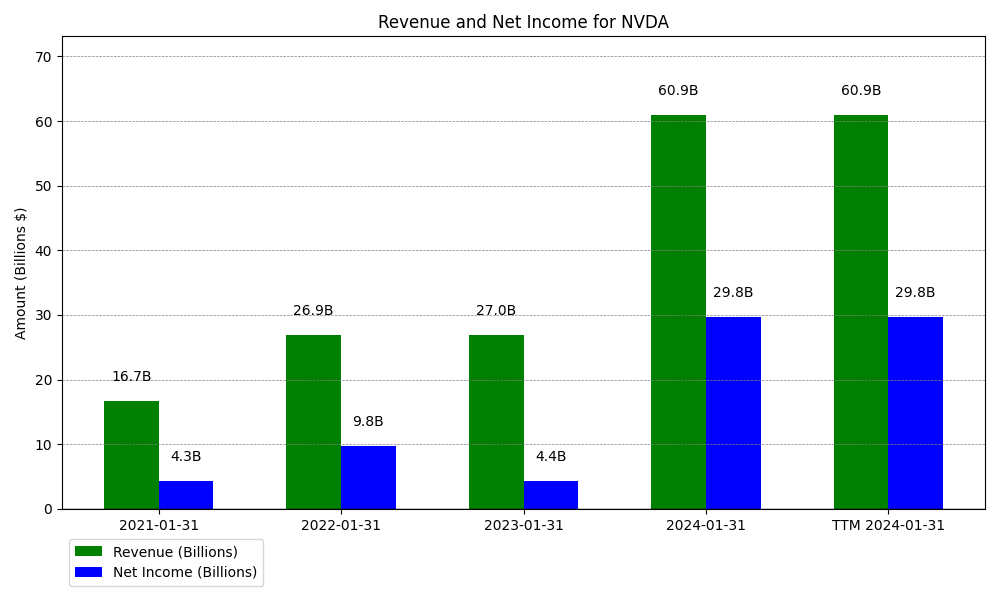 Revenue and Net Income for NVDA
Amount (Billions $)
70
60
50
40
30
20
10
0
16.7B
4.3B
26.9B
9.8B
27.0B
4.4B
60.9B
29.8B
60.9B
29.8B
2021-01-31
2022-01-31
2023-01-31
2024-01-31
TTM 2024-01-31
Revenue (Billions)
Net Income (Billions)